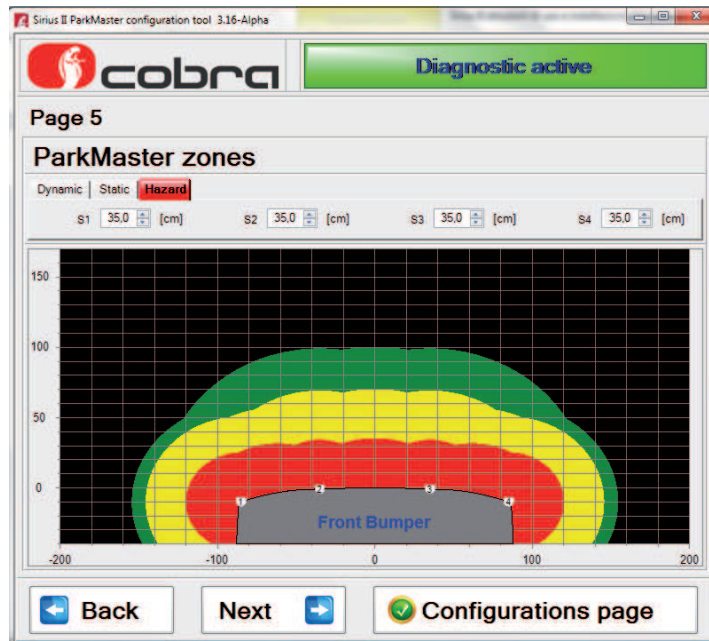 Sirius II ParkMaster configuration tool 3.16-Alpha
cobra
Diagnostic active
Page 5
ParkMaster zones
Dynamic Static Hazard
S1 35,0 [cm] S2 35,0 [cm] S3 35,0 [cm] S4 35,0 [cm]
150
100
50
0
1 2 3 4
Front Bumper
-200 -100 0 100 200
Back Next Configurations page